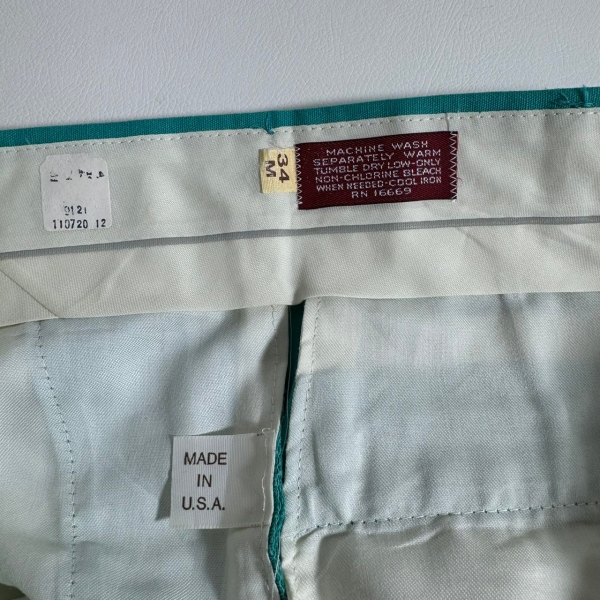 MACHINE WASH
SEPARATELY WARM
TUMBLE DRY LOW-ONLY
NON-CHLORINE BLEACH
WHEN NEEDED-COOL IRON
RN 16669
34
M
0121
110720 12
MADE
IN
U.S.A.